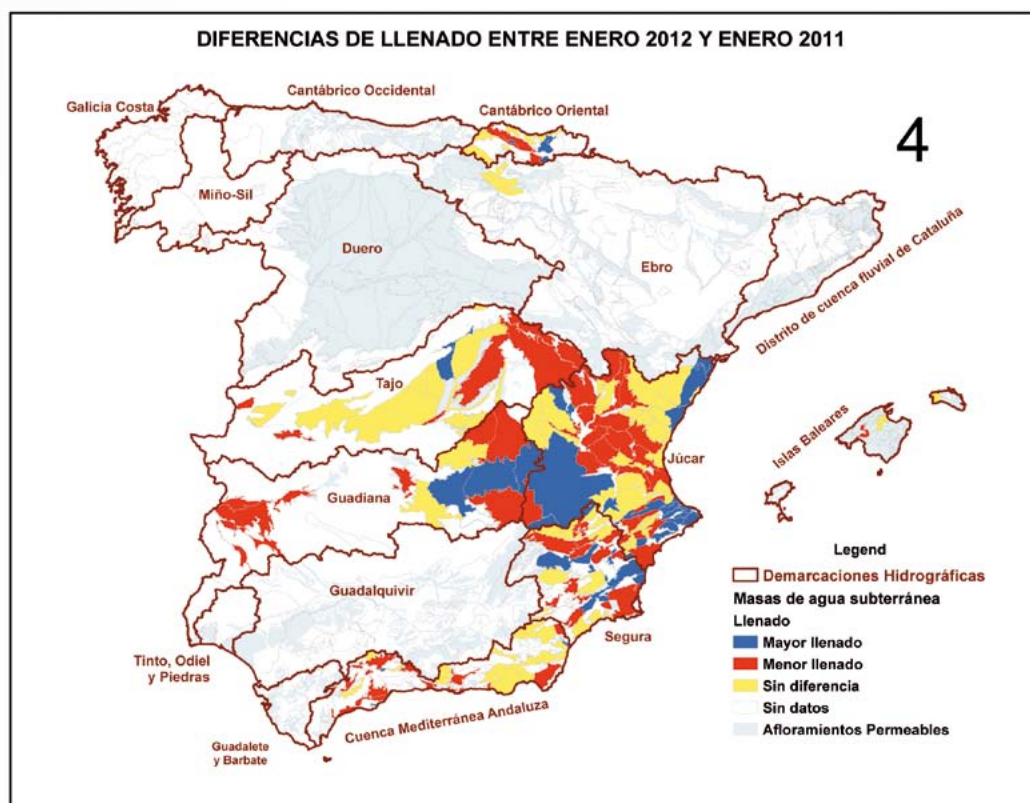 DIFERENCIAS DE LLENADO ENTRE ENERO 2012 Y ENERO 2011
4
Galicia Costa
Cantábrico Occidental
Cantábrico Oriental
Miño-Sil
Duero
Ebro
Distrito de cuenca fluvial de Cataluña
Tajo
Islas Baleares
Júcar
Guadiana
Guadalquivir
Segura
Tinto, Odiel
y Piedras
Guadalete
y Barbate
Cuenca Mediterránea Andaluza
Legend
Demarcaciones Hidrográficas
Masas de agua subterránea
Llenado
Mayor llenado
Menor llenado
Sin diferencia
Sin datos
Afloramientos Permeables